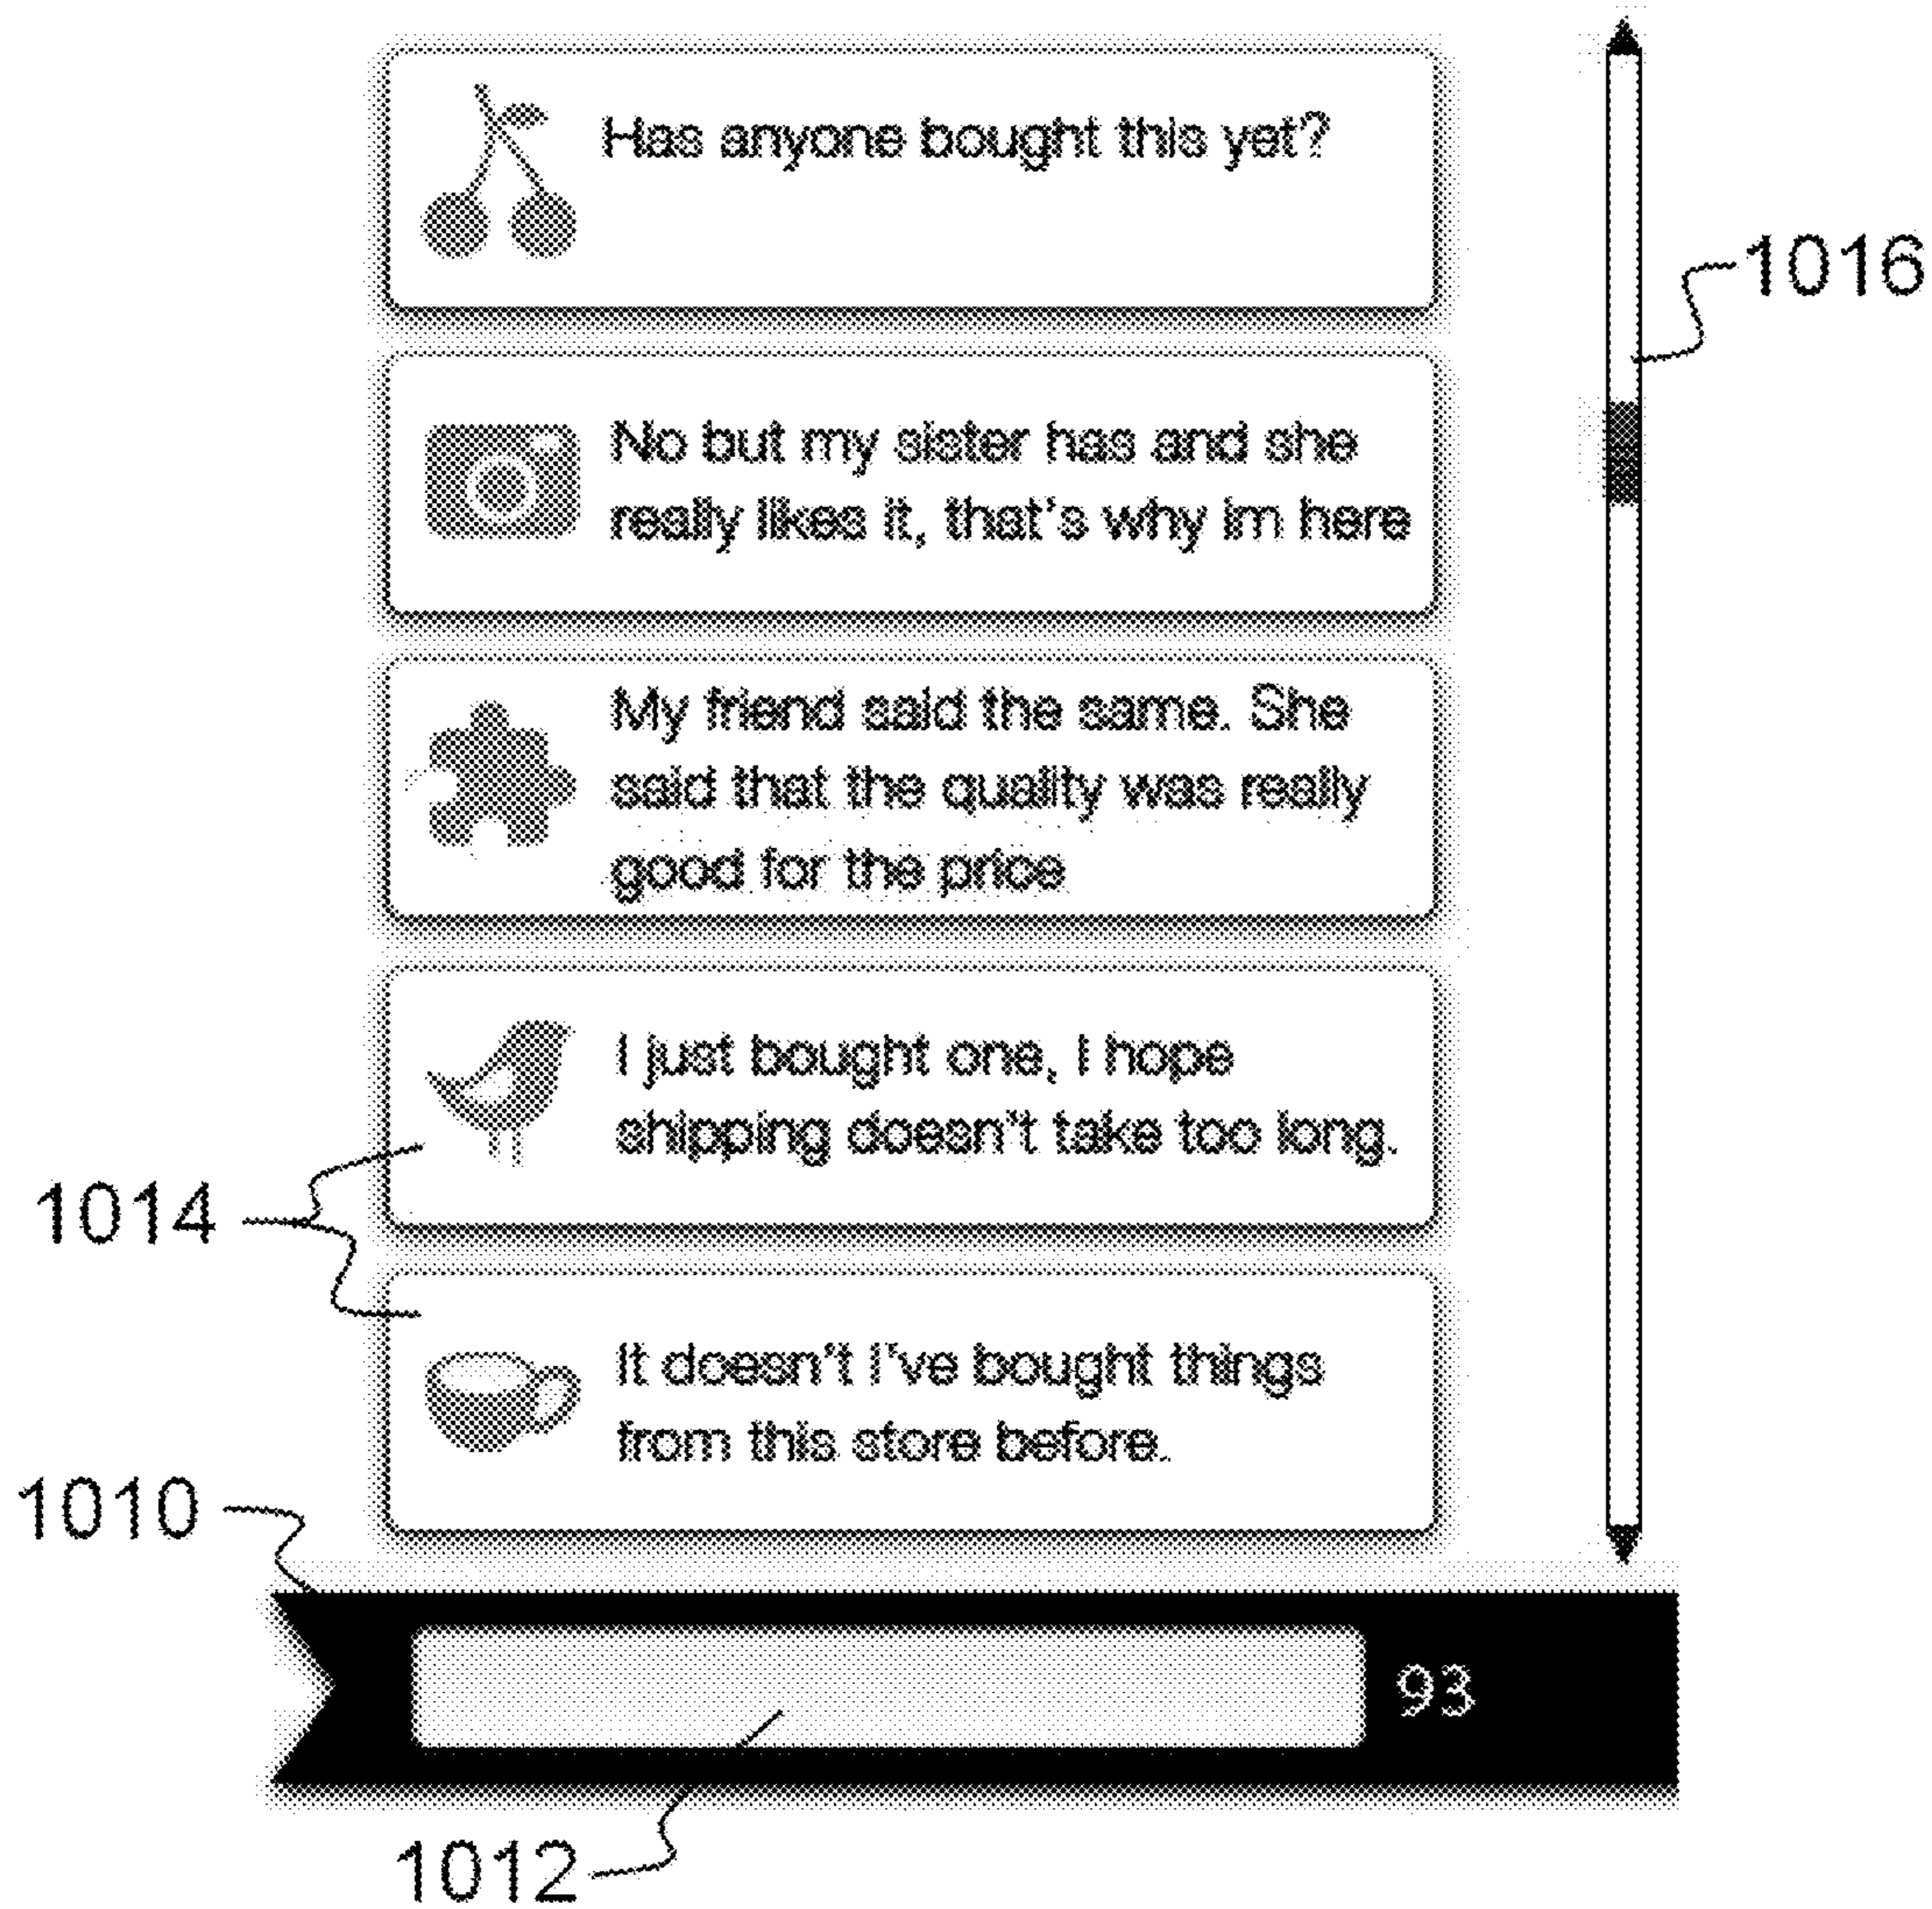 Has anyone bought this yet?
1016
No but my sister has and she
really likes it, that's why im here
My friend said the same. She
said that the quality was really
good for the price
I just bought one, I hope
shipping doesn't take too long.
1014
It doesn't I've bought things
from this store before.
1010
93
1012